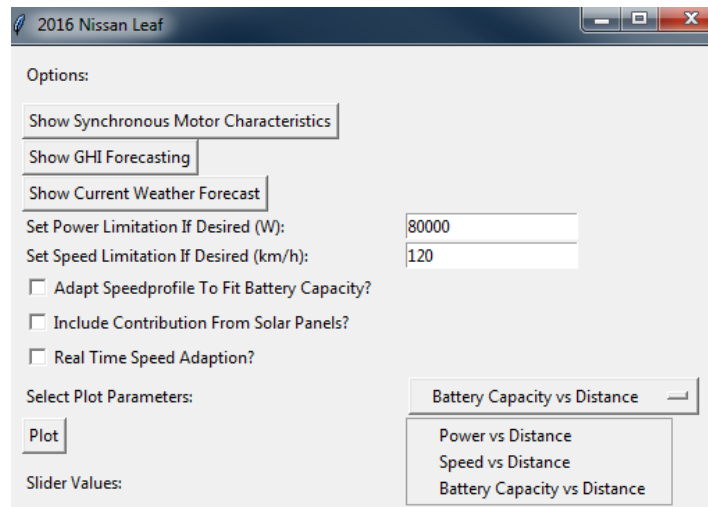 2016 Nissan Leaf
Options:
Show Synchronous Motor Characteristics
Show GHI Forecasting
Show Current Weather Forecast
Set Power Limitation If Desired (W): 80000
Set Speed Limitation If Desired (km/h): 120
Adapt Speedprofile To Fit Battery Capacity?
Include Contribution From Solar Panels?
Real Time Speed Adaption?
Select Plot Parameters: Battery Capacity vs Distance
Plot
Power vs Distance
Speed vs Distance
Slider Values:
Battery Capacity vs Distance